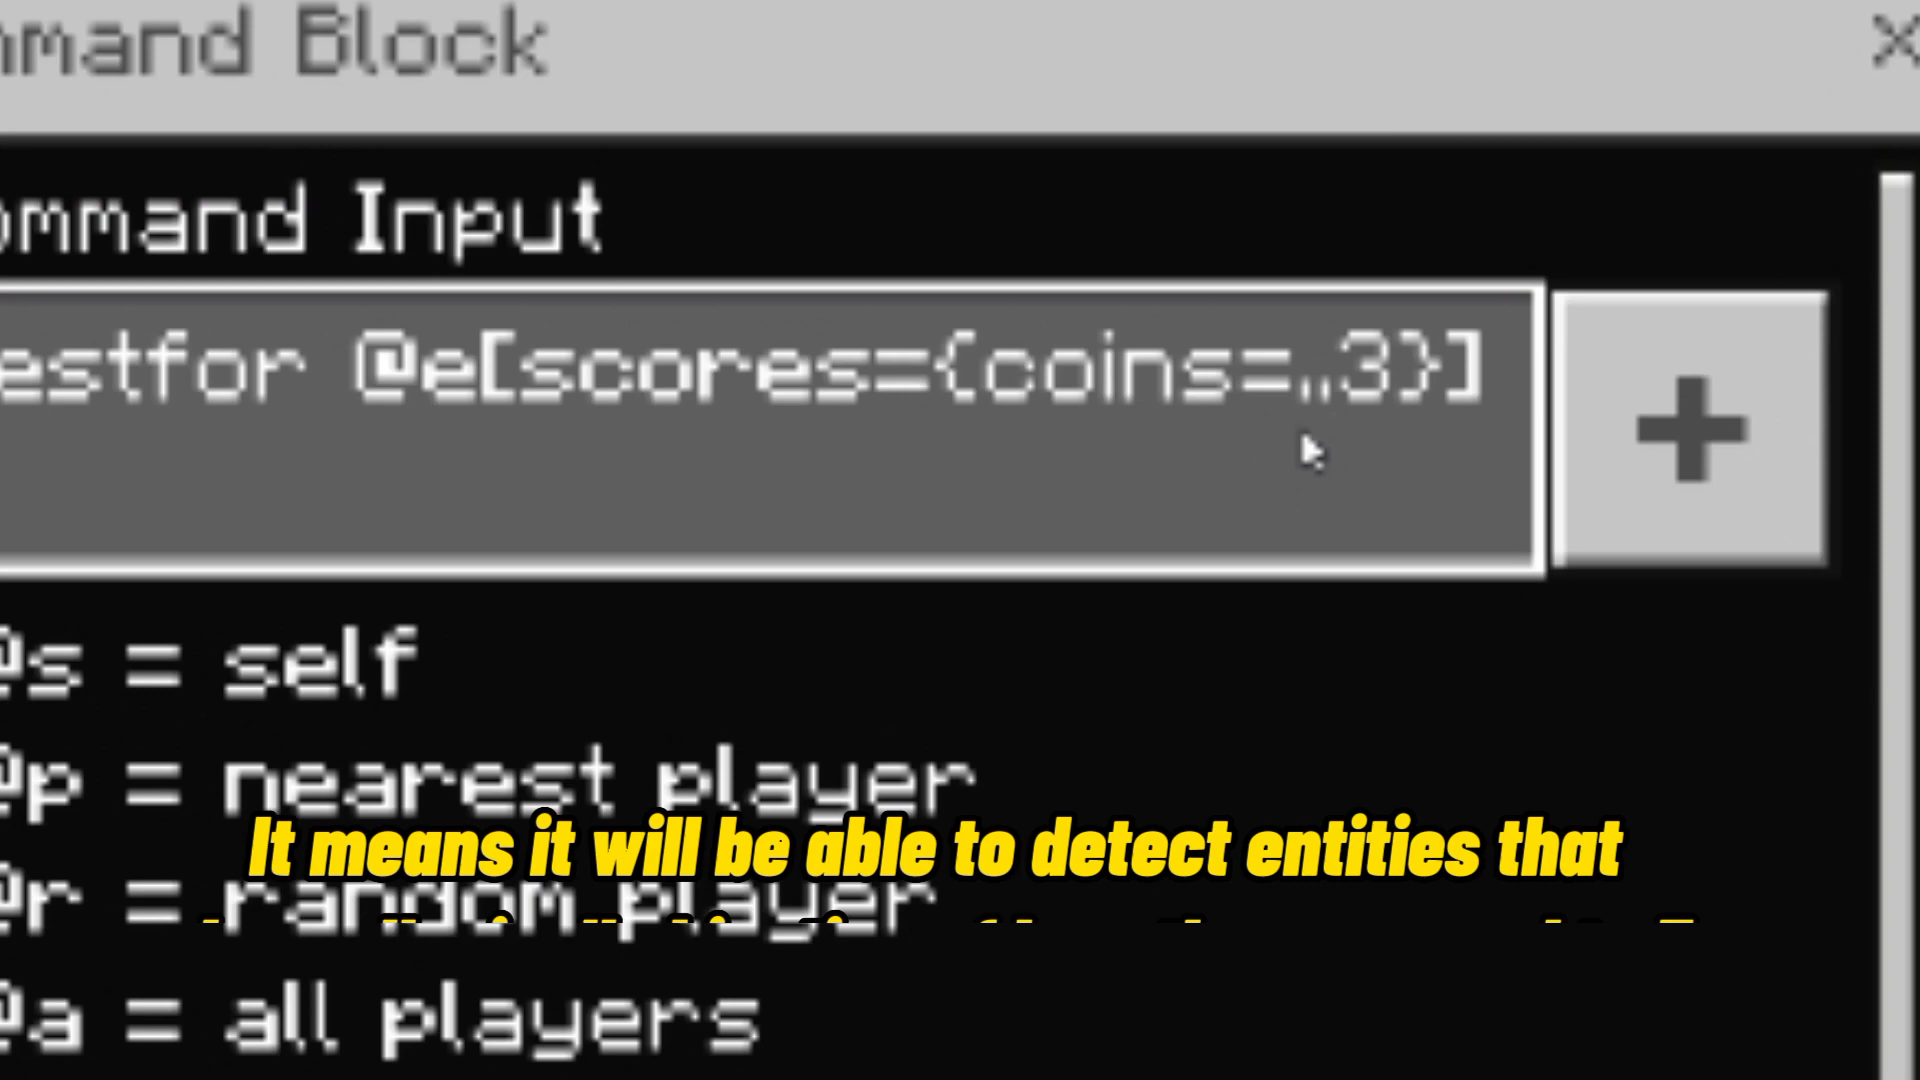 mmand Block
ommand Input
estfor @e[scores={coins=..3}]
@s = self
@p = nearest player
It means it will be able to detect entities that
@r = random player
@a = all players